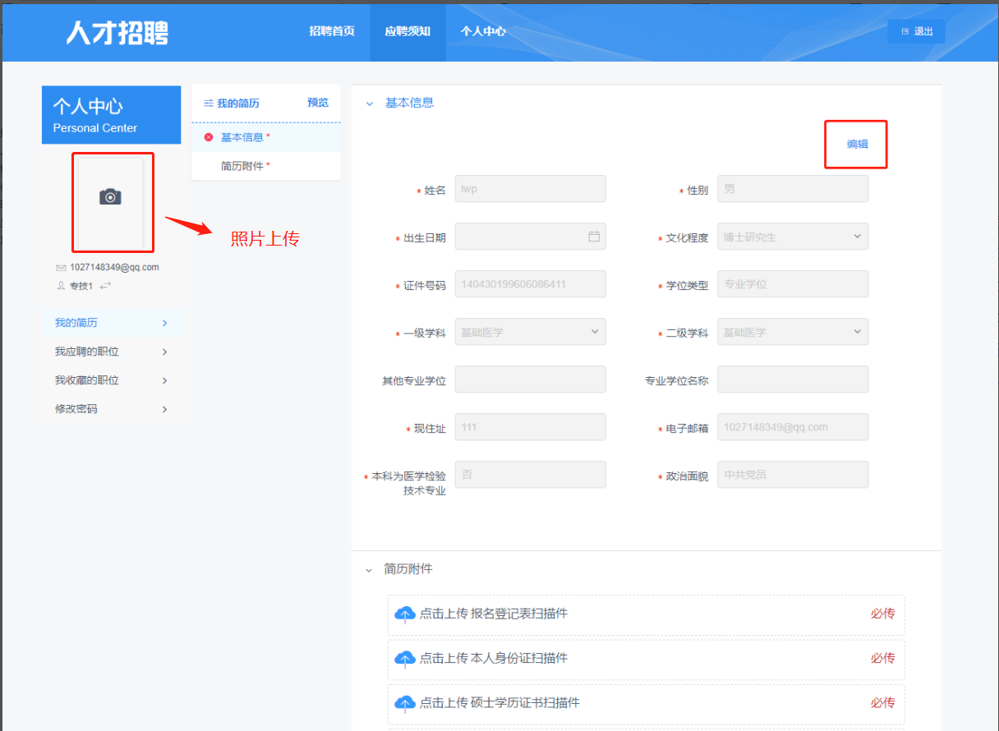 人才招聘
招聘首页 应聘须知 个人中心 退出
个人中心
Personal Center
照片上传
1027148349@qq.com
专技1
我的简历
我应聘的职位
我收藏的职位
修改密码
我的简历 预览
基本信息 *
简历附件 *
基本信息
编辑
* 姓名 lwp * 性别 男
* 出生日期 * 文化程度 博士研究生
* 证件号码 140430199606086411 * 学位类型 专业学位
* 一级学科 基础医学 * 二级学科 基础医学
其他专业学位 专业学位名称
* 现住址 111 * 电子邮箱 1027148349@qq.com
* 本科为医学检验 否 * 政治面貌 中共党员
技术专业
简历附件
点击上传 报名登记表扫描件 必传
点击上传 本人身份证扫描件 必传
点击上传 硕士学历证书扫描件 必传